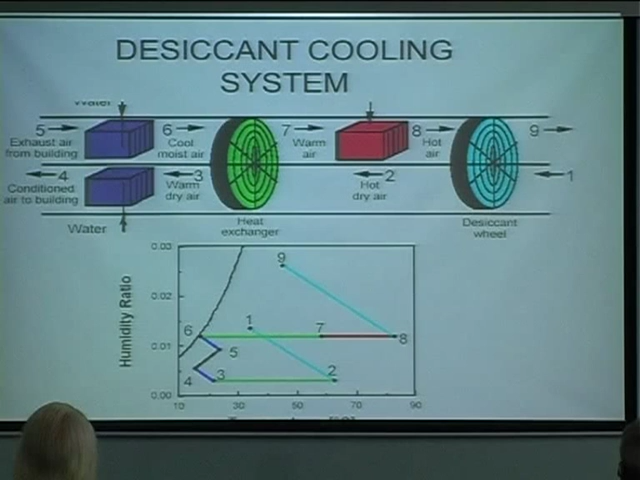 DESICCANT COOLING
SYSTEM
Water
5 6 7 8 9
Exhaust air
from building
Cool
moist air
Warm
air
Hot
air
4 3 2 1
Conditioned
air to building
Warm
dry air
Hot
dry air
Water
Heat
exchanger
Desiccant
wheel
Humidity Ratio
0.03
0.02
0.01
0.00
9
1
6 7 8
5
4 3 2
10 30 50 70 90